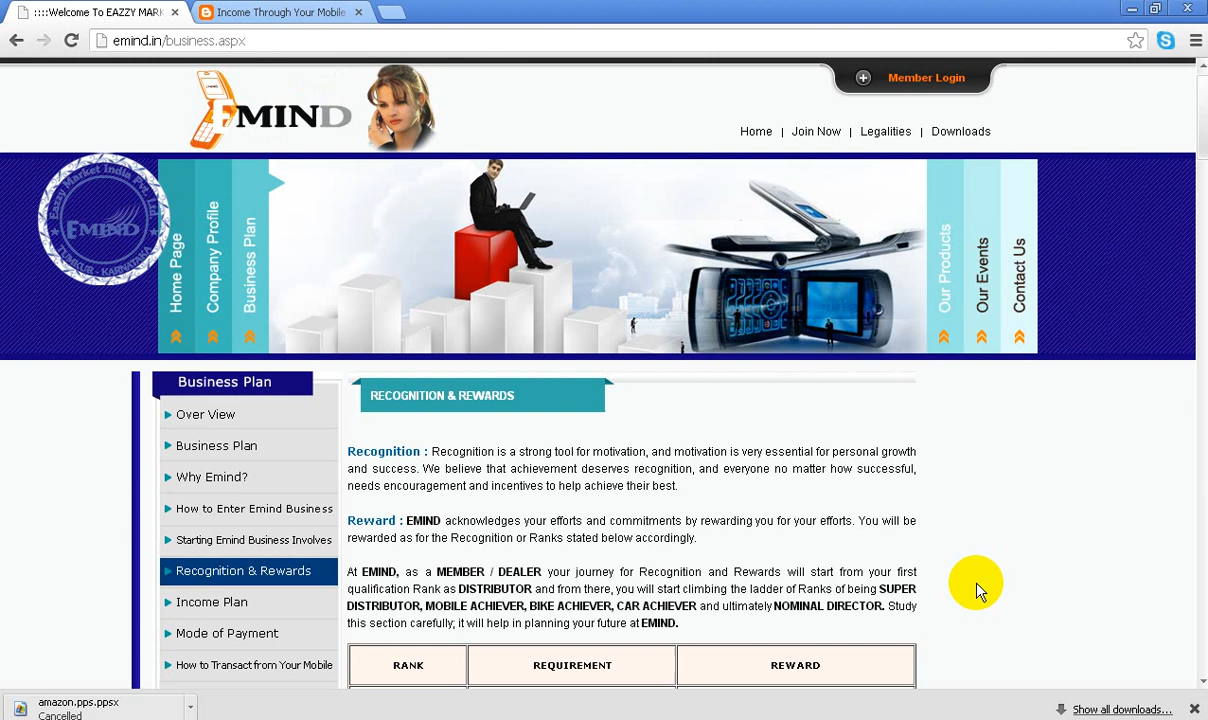 ::::Welcome To EAZZY MARK
Income Through Your Mobile
emind.in/business.aspx
Member Login
EMIND
Home | Join Now | Legalities | Downloads
Eazzy Market India Pvt. Ltd.
EMIND
TUMKUR - KARNATAKA
Home Page
Company Profile
Business Plan
Our Products
Our Events
Contact Us
Business Plan
Over View
Business Plan
Why Emind?
How to Enter Emind Business
Starting Emind Business Involves
Recognition & Rewards
Income Plan
Mode of Payment
How to Transact from Your Mobile
RECOGNITION & REWARDS
Recognition : Recognition is a strong tool for motivation, and motivation is very essential for personal growth
and success. We believe that achievement deserves recognition, and everyone no matter how successful,
needs encouragement and incentives to help achieve their best.
Reward : EMIND acknowledges your efforts and commitments by rewarding you for your efforts. You will be
rewarded as for the Recognition or Ranks stated below accordingly.
At EMIND, as a MEMBER / DEALER your journey for Recognition and Rewards will start from your first
qualification Rank as DISTRIBUTOR and from there, you will start climbing the ladder of Ranks of being SUPER
DISTRIBUTOR, MOBILE ACHIEVER, BIKE ACHIEVER, CAR ACHIEVER and ultimately NOMINAL DIRECTOR. Study
this section carefully; it will help in planning your future at EMIND.
RANK REQUIREMENT REWARD
amazon.pps.ppsx
Cancelled
Show all downloads...